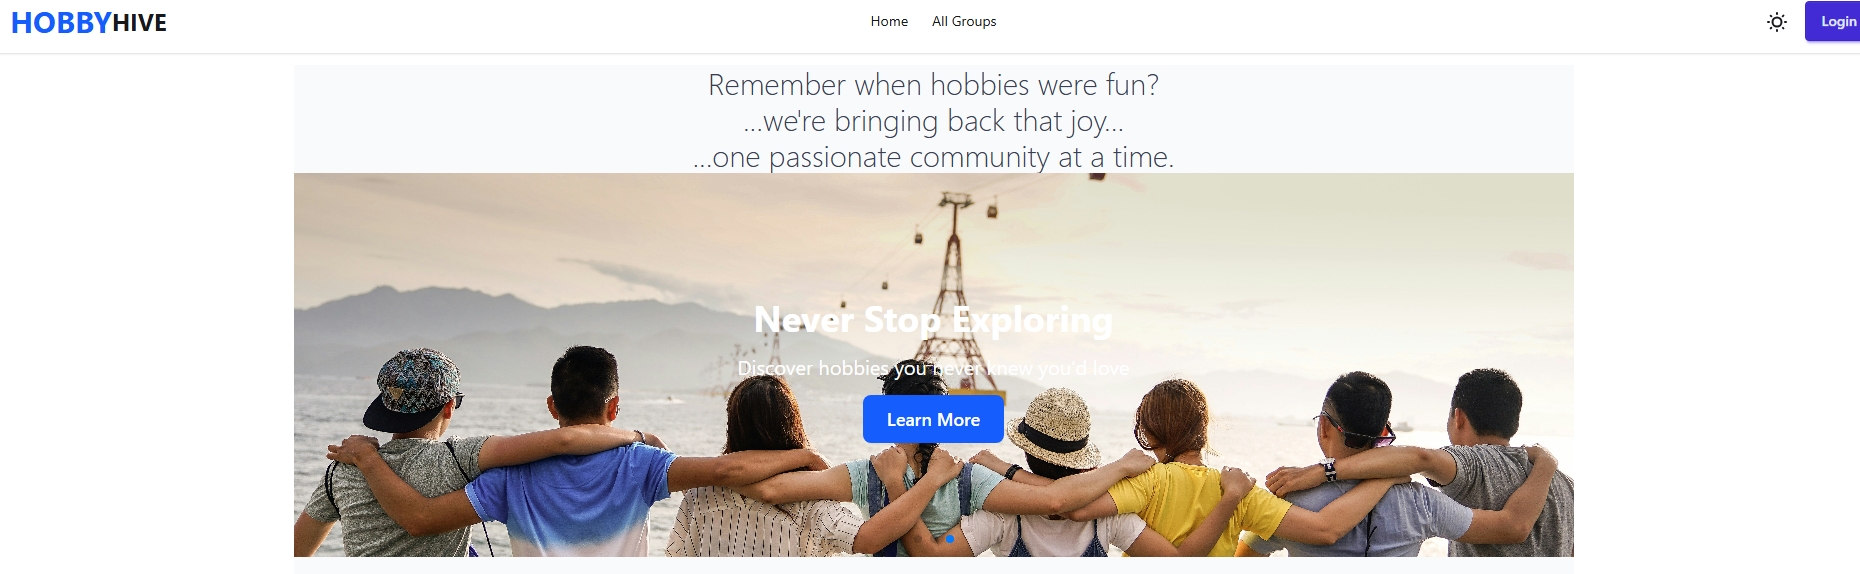 HOBBYHIVE
Home
All Groups
Login
Remember when hobbies were fun?
...we're bringing back that joy...
...one passionate community at a time.
Never Stop Exploring
Discover hobbies you never knew you'd love
Learn More